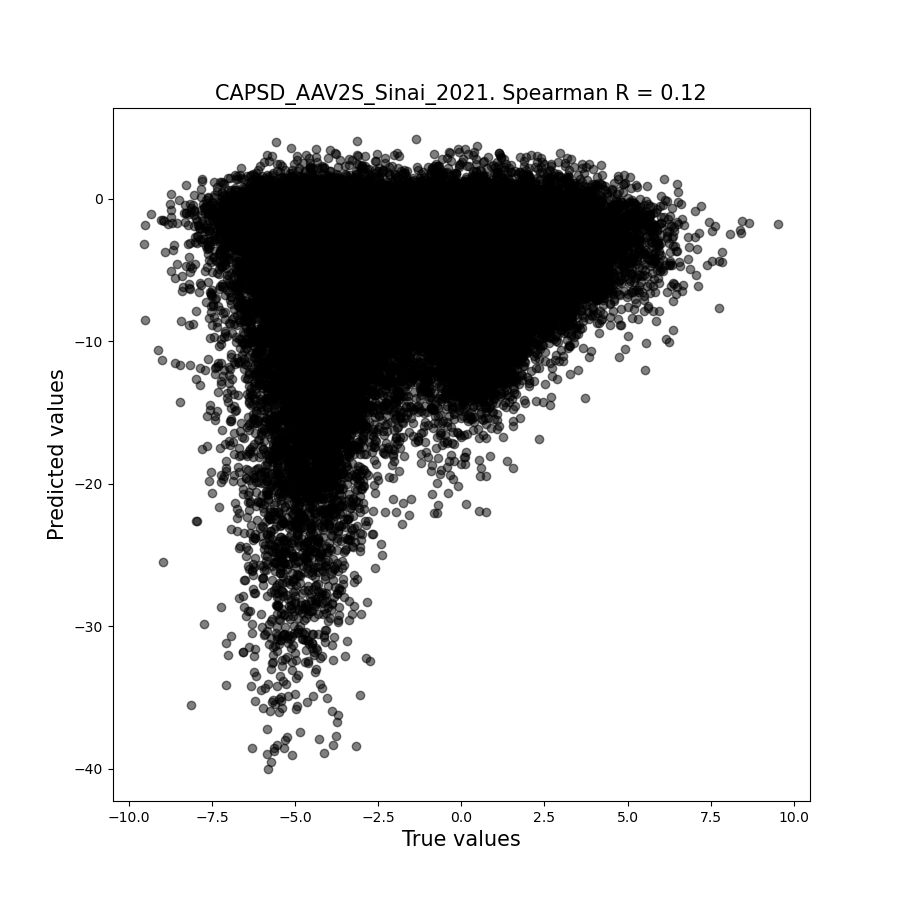 CAPSD_AAV2S_Sinai_2021. Spearman R = 0.12
0
−10
−20
−30
−40
Predicted values
−10.0 −7.5 −5.0 −2.5 0.0 2.5 5.0 7.5 10.0
True values